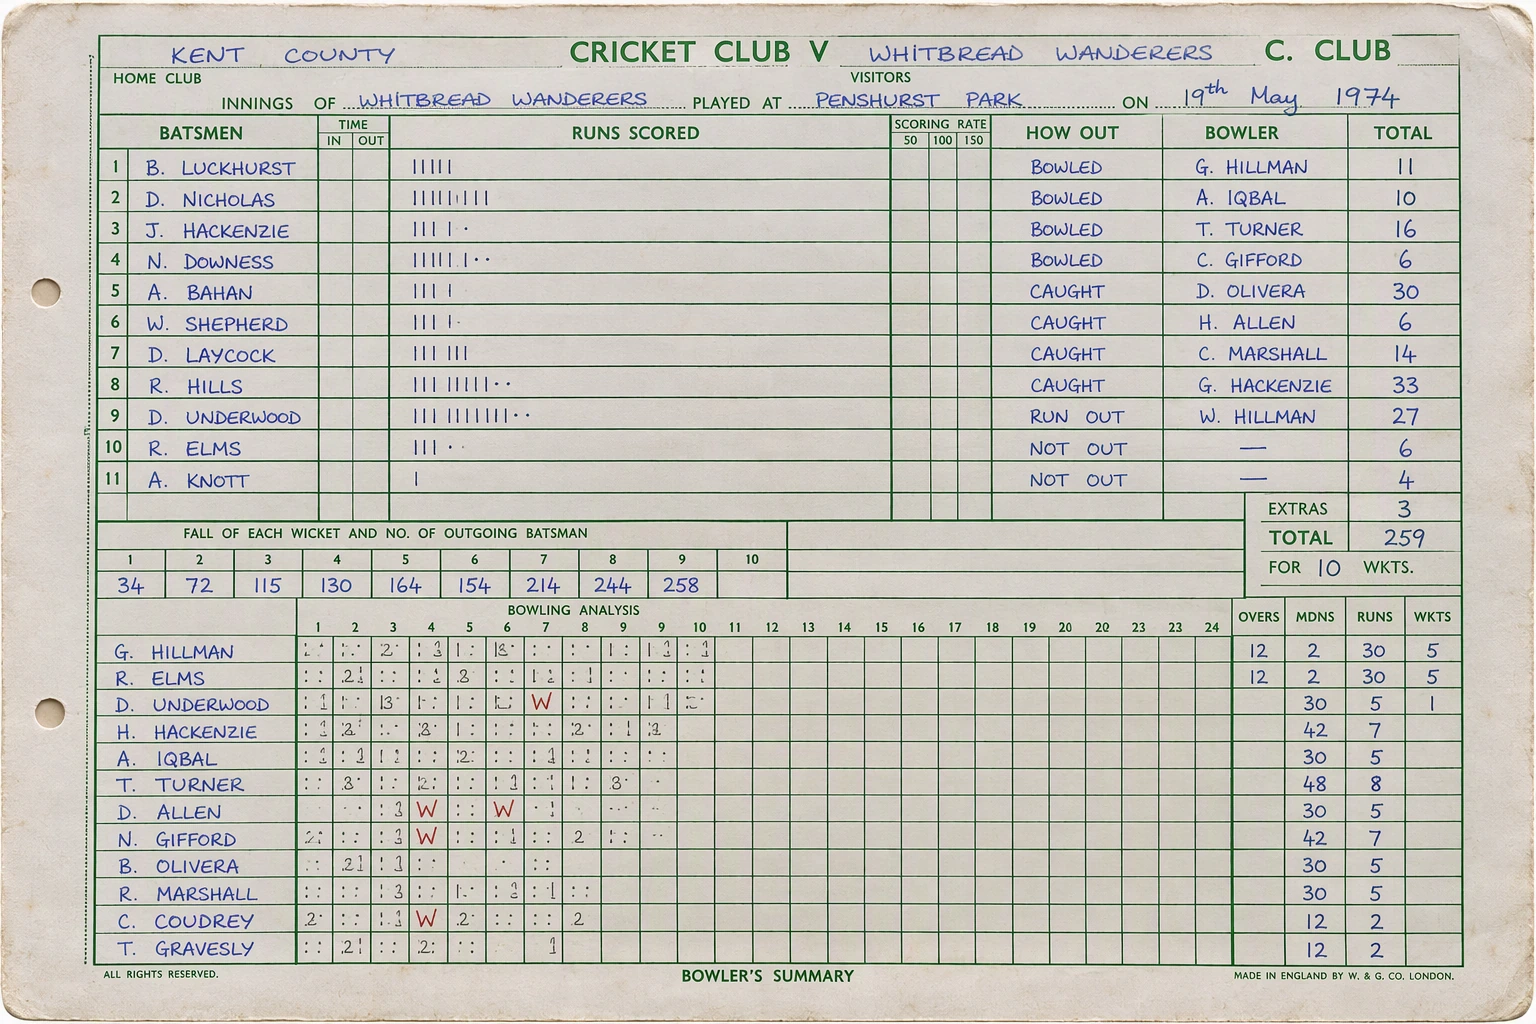 KENT COUNTY CRICKET CLUB V WHITBREAD WANDERERS C. CLUB
HOME CLUB VISITORS
INNINGS OF WHITBREAD WANDERERS PLAYED AT PENSHURST PARK ON 19th May 1974
BATSMEN TIME RUNS SCORED SCORING RATE HOW OUT BOWLER TOTAL
IN OUT 50 100 150
1 B. LUCKHURST BOWLED G. HILLMAN 11
2 D. NICHOLAS BOWLED A. IQBAL 10
3 J. HACKENZIE BOWLED T. TURNER 16
4 N. DOWNESS BOWLED C. GIFFORD 6
5 A. BAHAN CAUGHT D. OLIVERA 30
6 W. SHEPHERD CAUGHT H. ALLEN 6
7 D. LAYCOCK CAUGHT C. MARSHALL 14
8 R. HILLS CAUGHT G. HACKENZIE 33
9 D. UNDERWOOD RUN OUT W. HILLMAN 27
10 R. ELMS NOT OUT — 6
11 A. KNOTT NOT OUT — 4
EXTRAS 3
FALL OF EACH WICKET AND NO. OF OUTGOING BATSMAN TOTAL 259
1 2 3 4 5 6 7 8 9 10 FOR 10 WKTS.
34 72 115 130 164 154 214 244 258
BOWLING ANALYSIS OVERS MDNS RUNS WKTS
1 2 3 4 5 6 7 8 9 9 10 11 12 13 14 15 16 17 18 19 20 20 23 23 24
G. HILLMAN 12 2 30 5
R. ELMS 12 2 30 5
D. UNDERWOOD W 30 5 1
H. HACKENZIE 42 7
A. IQBAL 30 5
T. TURNER 48 8
D. ALLEN W W 30 5
N. GIFFORD W 42 7
B. OLIVERA 30 5
R. MARSHALL 30 5
C. COUDREY W 12 2
T. GRAVESLY 12 2
ALL RIGHTS RESERVED. BOWLER'S SUMMARY MADE IN ENGLAND BY W. & G. CO. LONDON.